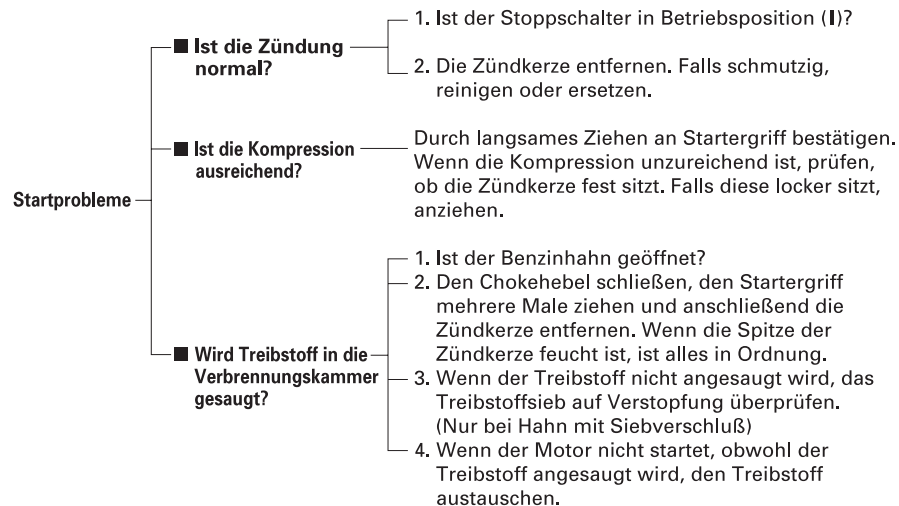 Startprobleme
■ Ist die Zündung
normal?
1. Ist der Stoppschalter in Betriebsposition (I)?
2. Die Zündkerze entfernen. Falls schmutzig,
reinigen oder ersetzen.
■ Ist die Kompression
ausreichend?
Durch langsames Ziehen an Startergriff bestätigen.
Wenn die Kompression unzureichend ist, prüfen,
ob die Zündkerze fest sitzt. Falls diese locker sitzt,
anziehen.
■ Wird Treibstoff in die
Verbrennungskammer
gesaugt?
1. Ist der Benzinhahn geöffnet?
2. Den Chokehebel schließen, den Startergriff
mehrere Male ziehen und anschließend die
Zündkerze entfernen. Wenn die Spitze der
Zündkerze feucht ist, ist alles in Ordnung.
3. Wenn der Treibstoff nicht angesaugt wird, das
Treibstoffsieb auf Verstopfung überprüfen.
(Nur bei Hahn mit Siebverschluß)
4. Wenn der Motor nicht startet, obwohl der
Treibstoff angesaugt wird, den Treibstoff
austauschen.